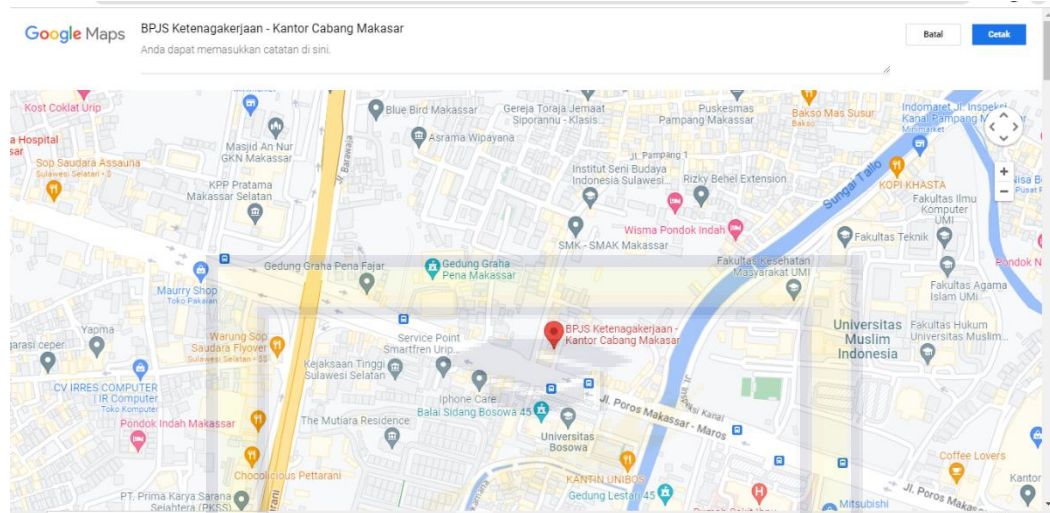 Google Maps
BPJS Ketenagakerjaan - Kantor Cabang Makasar
Anda dapat memasukkan catatan di sini.
Batal
Cetak
Kost Coklat Urip
Blue Bird Makassar
Gereja Toraja Jemaat
Siporannu - Klasis
Puskesmas
Pampang Makassar
Bakso Mas Susur
Bakso
Indomaret Jl. Inspeksi
Kanal Pampang M
Minimarket
a Hospital
sar
Masjid An Nur
GKN Makassar
Jl. Barawaja
Asrama Wipayana
Jl. Pampang 1
Sop Saudara Assauna
Sulawesi Selatan • $
Institut Seni Budaya
Indonesia Sulawesi...
Rizky Behel Extension
Sungai Tallo
KOPI KHASTA
KPP Pratama
Makassar Selatan
Fakultas Ilmu
Komputer
UMI
Wisma Pondok Indah
Fakultas Teknik
SMK - SMAK Makassar
Gedung Graha Pena Fajar
Gedung Graha
Pena Makassar
Fakultas Kesehatan
Masyarakat UMI
Pondok N
Maurry Shop
Toko Pakaian
Fakultas Agama
Islam UMI
Yapma
garasi ceper
Warung Sop
Saudara Flyover
Sulawesi Selatan • $$
Service Point
Smartfren Urip...
BPJS Ketenagakerjaan -
Kantor Cabang Makasar
Universitas
Muslim
Indonesia
Fakultas Hukum
Universitas Muslim...
Kejaksaan Tinggi
Sulawesi Selatan
CV IRRES COMPUTER
| IR Computer
Toko Komputer
Iphone Care
Jl. Inspeksi Kanal
Pondok Indah Makassar
The Mutiara Residence
Balai Sidang Bosowa 45
Jl. Poros Makassar - Maros
Universitas
Bosowa
Coffee Lovers
Chocolicious Pettarani
KANTIN UNIBOS
Kantor
PT. Prima Karya Sarana
Sejahtera (PKSS)
Gedung Lestari 45
Mitsubishi
Jl. Poros Makas